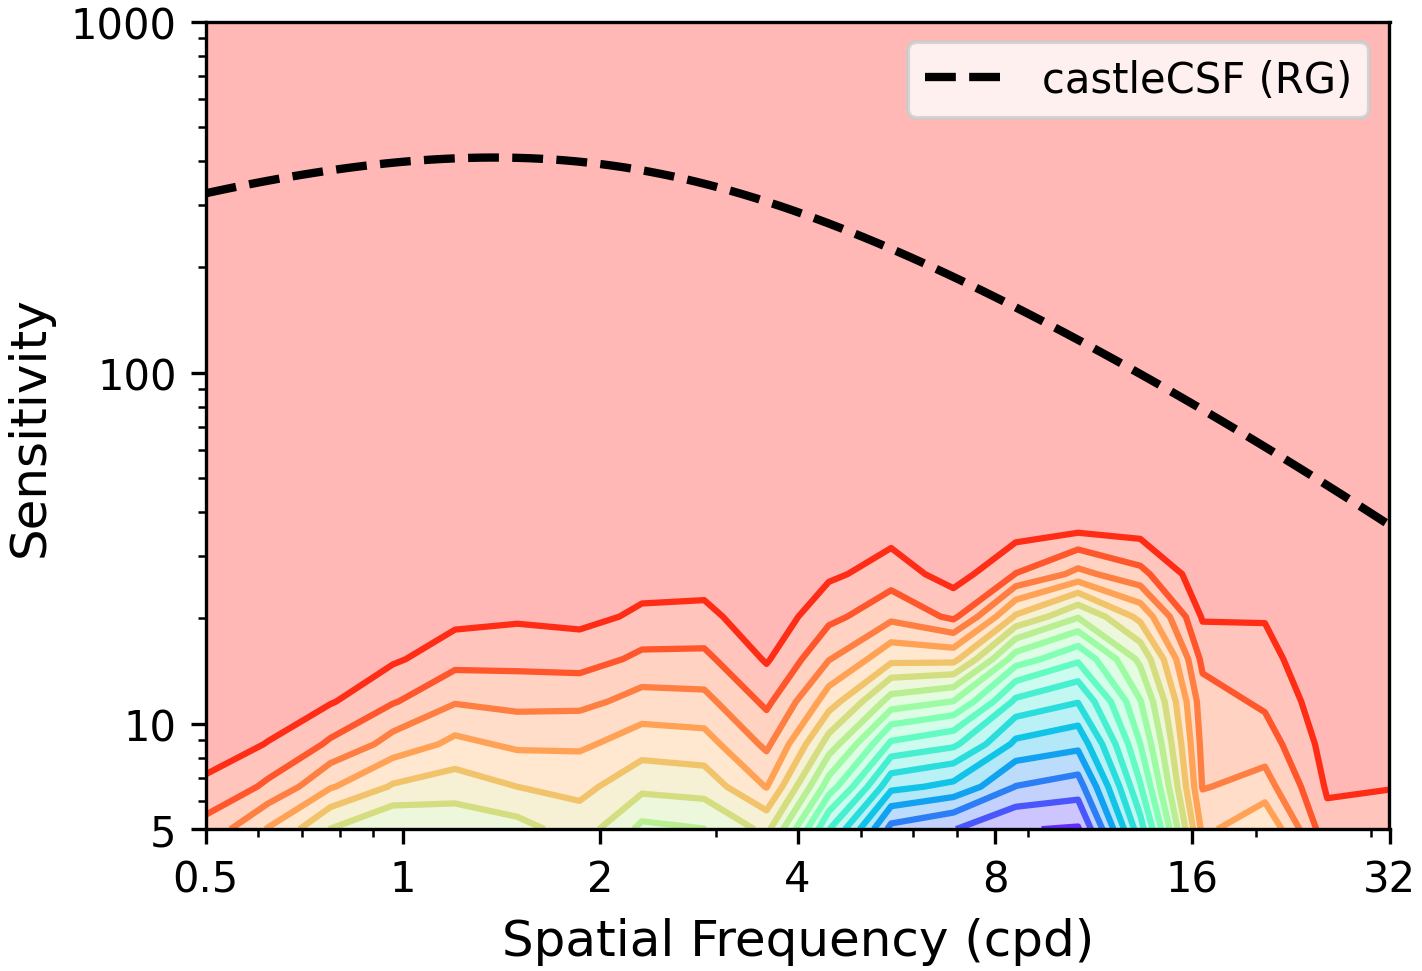 1000
castleCSF (RG)
Sensitivity
100
10
5
0.5 1 2 4 8 16 32
Spatial Frequency (cpd)